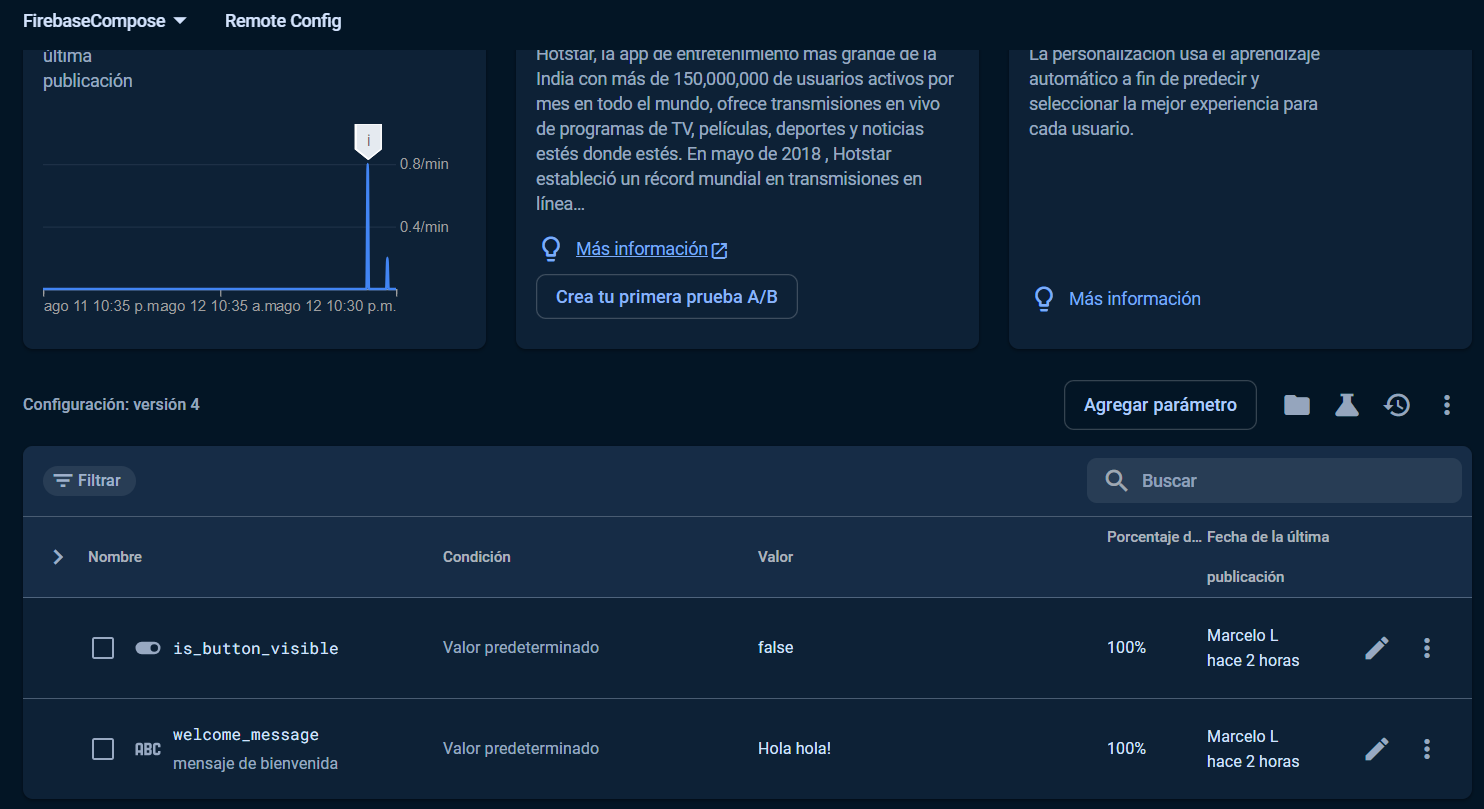 FirebaseCompose
Remote Config
última
publicación
0.8/min
0.4/min
ago 11 10:35 p.m.
ago 12 10:35 a.m.
ago 12 10:30 p.m.
Hotstar, la app de entretenimiento más grande de la
India con más de 150,000,000 de usuarios activos por
mes en todo el mundo, ofrece transmisiones en vivo
de programas de TV, películas, deportes y noticias
estés donde estés. En mayo de 2018 , Hotstar
estableció un récord mundial en transmisiones en
línea…
Más información
Crea tu primera prueba A/B
La personalización usa el aprendizaje
automático a fin de predecir y
seleccionar la mejor experiencia para
cada usuario.
Más información
Configuración: versión 4
Agregar parámetro
Filtrar
Buscar
Nombre
Condición
Valor
Porcentaje d...
Fecha de la última
publicación
is_button_visible
Valor predeterminado
false
100%
Marcelo L
hace 2 horas
ABC
welcome_message
mensaje de bienvenida
Valor predeterminado
Hola hola!
100%
Marcelo L
hace 2 horas